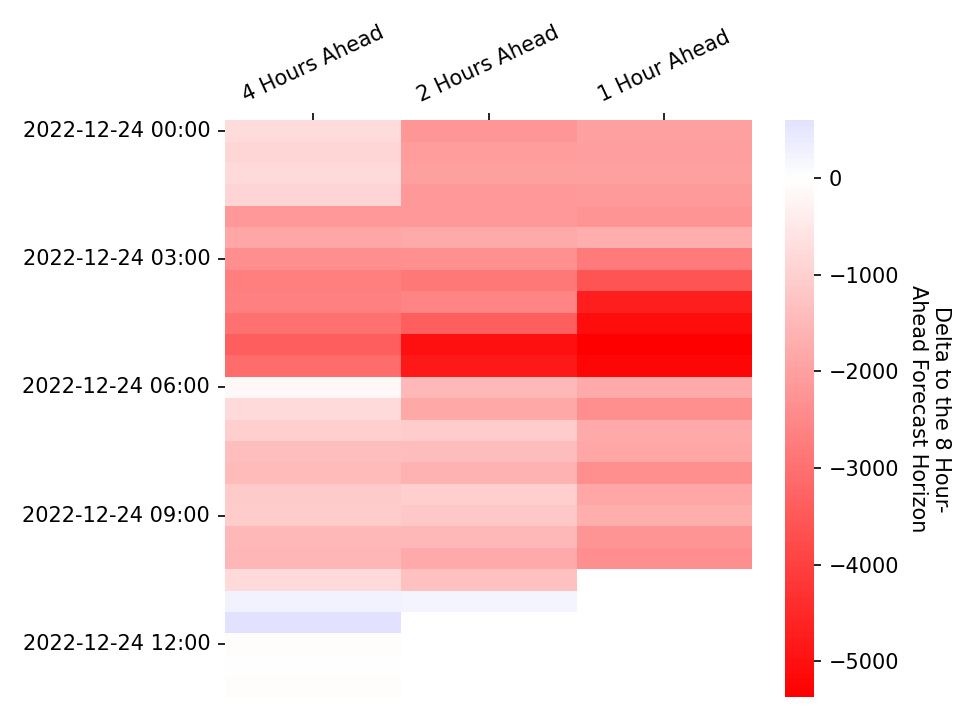 4 Hours Ahead
2 Hours Ahead
1 Hour Ahead
2022-12-24 00:00
2022-12-24 03:00
2022-12-24 06:00
2022-12-24 09:00
2022-12-24 12:00
0
−1000
−2000
−3000
−4000
−5000
Delta to the 8 Hour-
Ahead Forecast Horizon